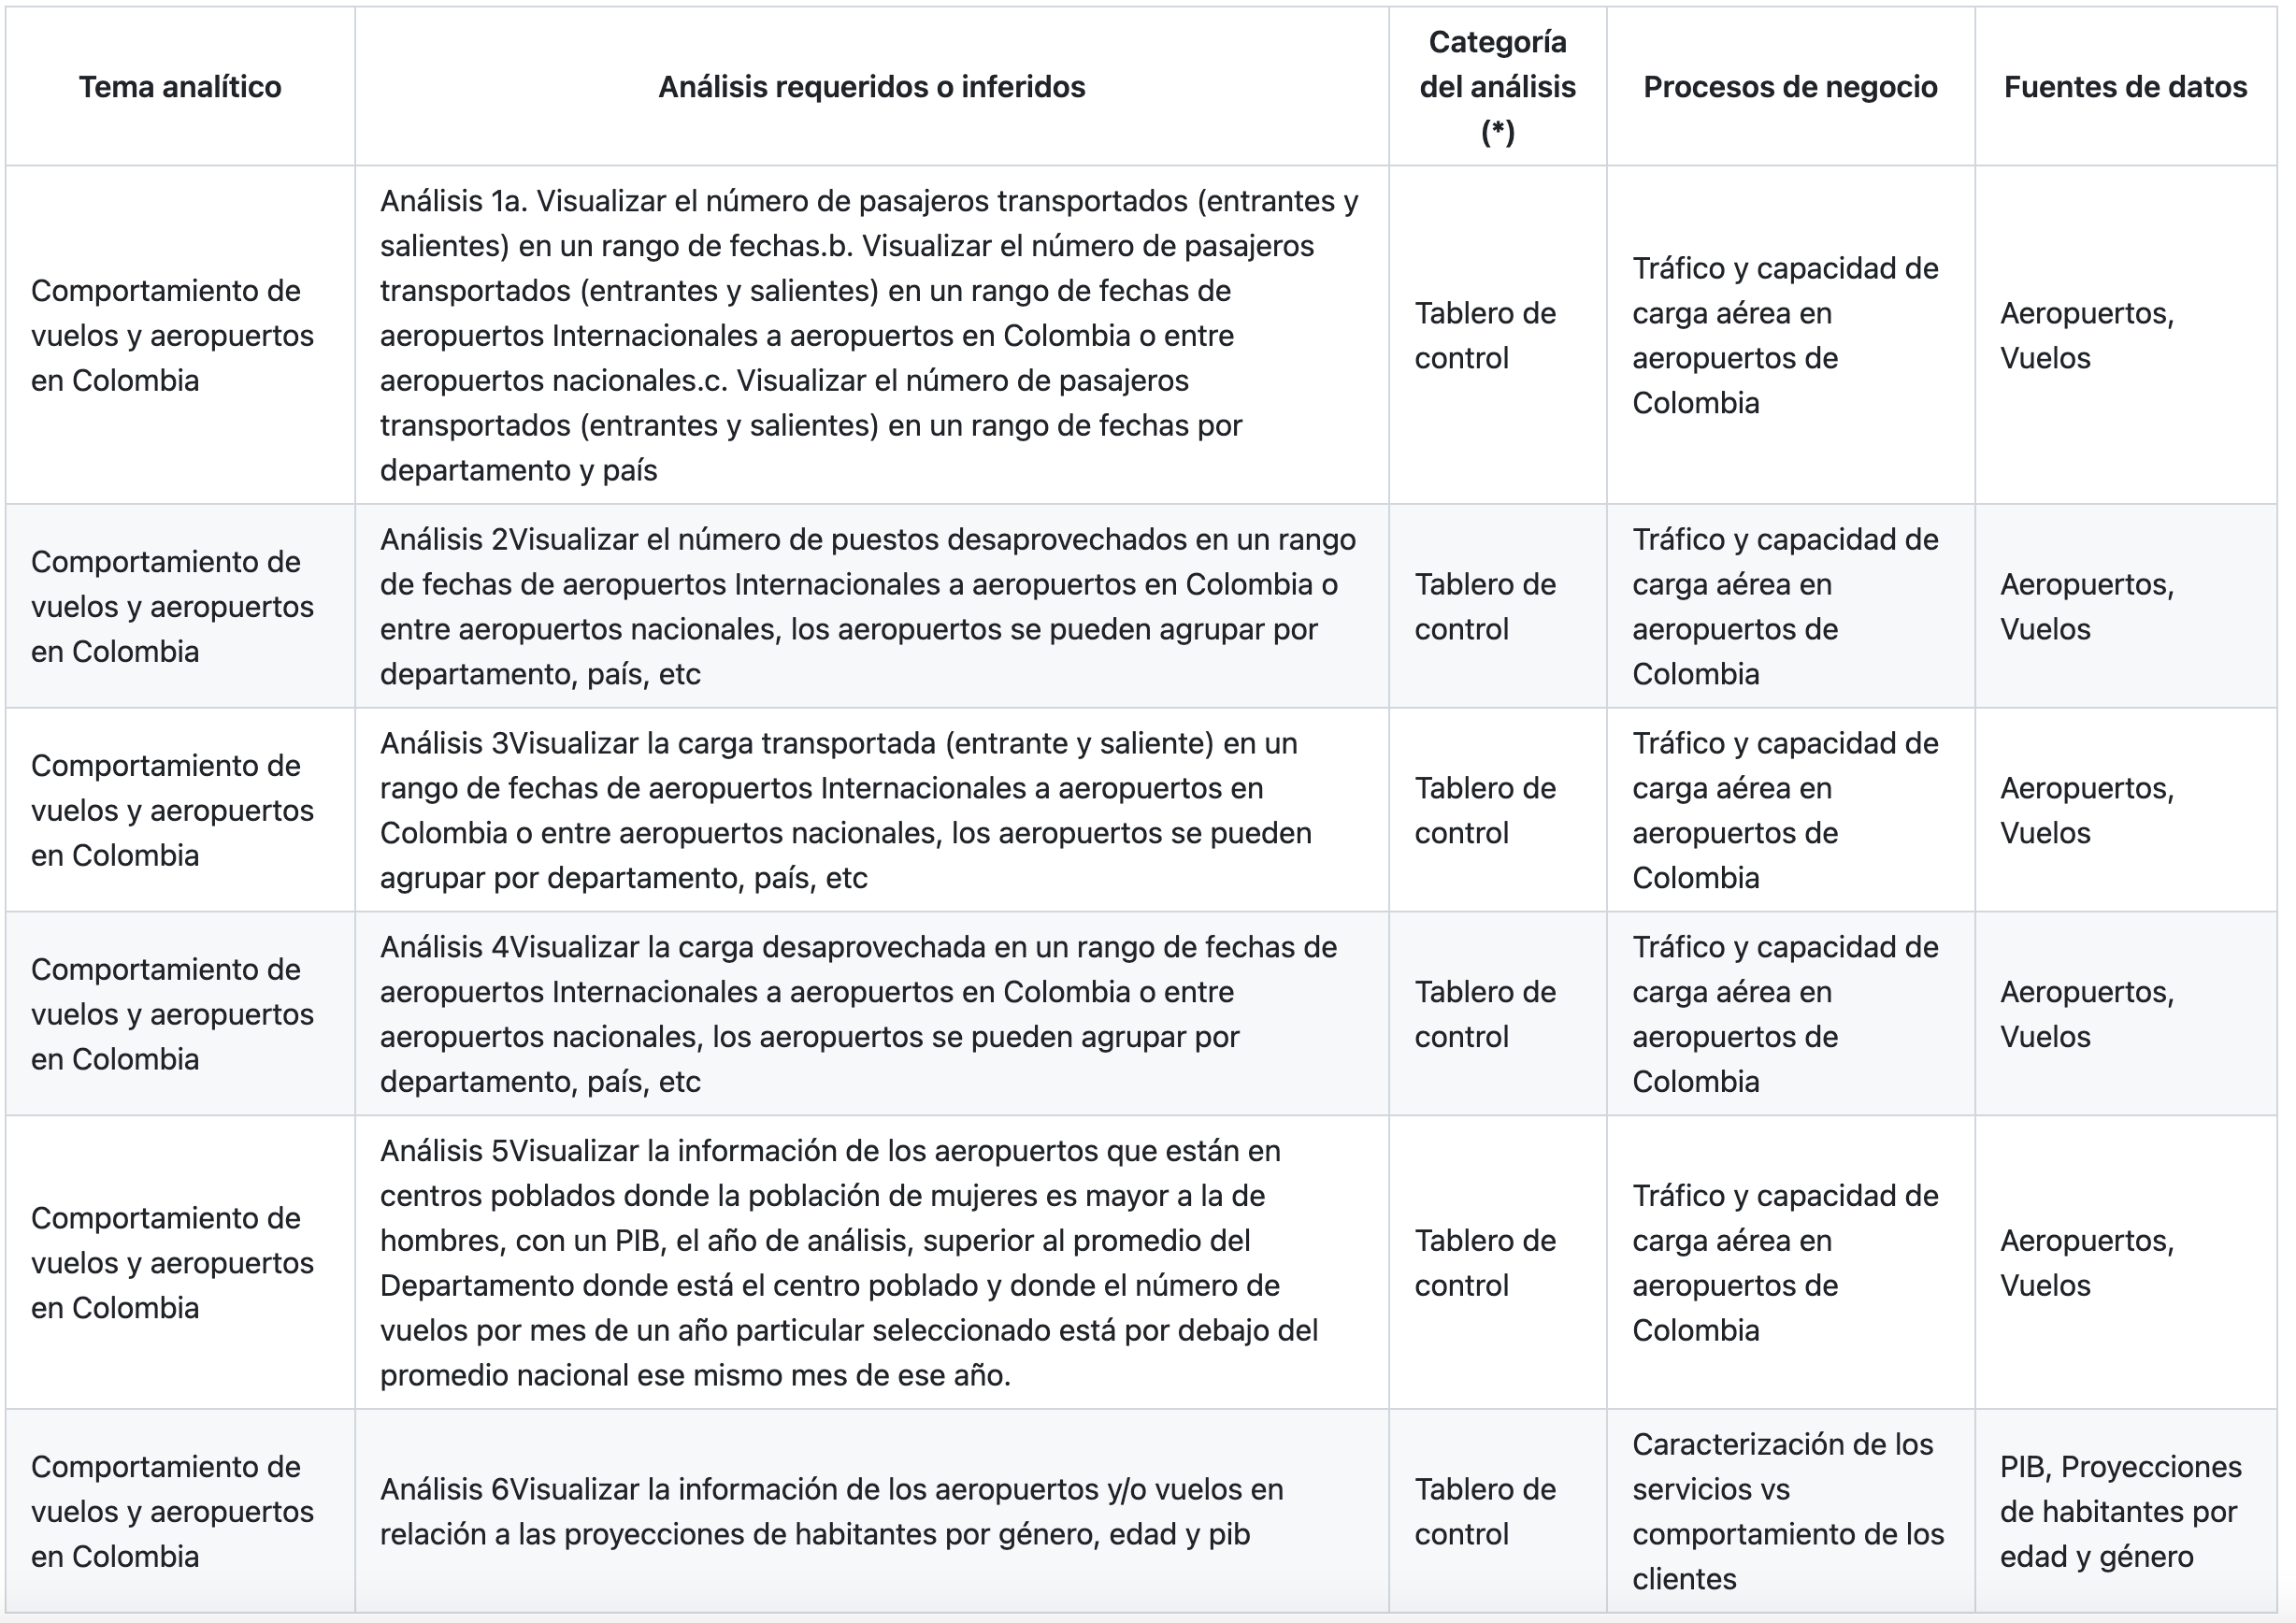 Tema analítico
Análisis requeridos o inferidos
Categoría
del análisis
(*)
Procesos de negocio
Fuentes de datos
Comportamiento de
vuelos y aeropuertos
en Colombia
Análisis 1a. Visualizar el número de pasajeros transportados (entrantes y
salientes) en un rango de fechas.b. Visualizar el número de pasajeros
transportados (entrantes y salientes) en un rango de fechas de
aeropuertos Internacionales a aeropuertos en Colombia o entre
aeropuertos nacionales.c. Visualizar el número de pasajeros
transportados (entrantes y salientes) en un rango de fechas por
departamento y país
Tablero de
control
Tráfico y capacidad de
carga aérea en
aeropuertos de
Colombia
Aeropuertos,
Vuelos
Comportamiento de
vuelos y aeropuertos
en Colombia
Análisis 2Visualizar el número de puestos desaprovechados en un rango
de fechas de aeropuertos Internacionales a aeropuertos en Colombia o
entre aeropuertos nacionales, los aeropuertos se pueden agrupar por
departamento, país, etc
Tablero de
control
Tráfico y capacidad de
carga aérea en
aeropuertos de
Colombia
Aeropuertos,
Vuelos
Comportamiento de
vuelos y aeropuertos
en Colombia
Análisis 3Visualizar la carga transportada (entrante y saliente) en un
rango de fechas de aeropuertos Internacionales a aeropuertos en
Colombia o entre aeropuertos nacionales, los aeropuertos se pueden
agrupar por departamento, país, etc
Tablero de
control
Tráfico y capacidad de
carga aérea en
aeropuertos de
Colombia
Aeropuertos,
Vuelos
Comportamiento de
vuelos y aeropuertos
en Colombia
Análisis 4Visualizar la carga desaprovechada en un rango de fechas de
aeropuertos Internacionales a aeropuertos en Colombia o entre
aeropuertos nacionales, los aeropuertos se pueden agrupar por
departamento, país, etc
Tablero de
control
Tráfico y capacidad de
carga aérea en
aeropuertos de
Colombia
Aeropuertos,
Vuelos
Comportamiento de
vuelos y aeropuertos
en Colombia
Análisis 5Visualizar la información de los aeropuertos que están en
centros poblados donde la población de mujeres es mayor a la de
hombres, con un PIB, el año de análisis, superior al promedio del
Departamento donde está el centro poblado y donde el número de
vuelos por mes de un año particular seleccionado está por debajo del
promedio nacional ese mismo mes de ese año.
Tablero de
control
Tráfico y capacidad de
carga aérea en
aeropuertos de
Colombia
Aeropuertos,
Vuelos
Comportamiento de
vuelos y aeropuertos
en Colombia
Análisis 6Visualizar la información de los aeropuertos y/o vuelos en
relación a las proyecciones de habitantes por género, edad y pib
Tablero de
control
Caracterización de los
servicios vs
comportamiento de los
clientes
PIB, Proyecciones
de habitantes por
edad y género